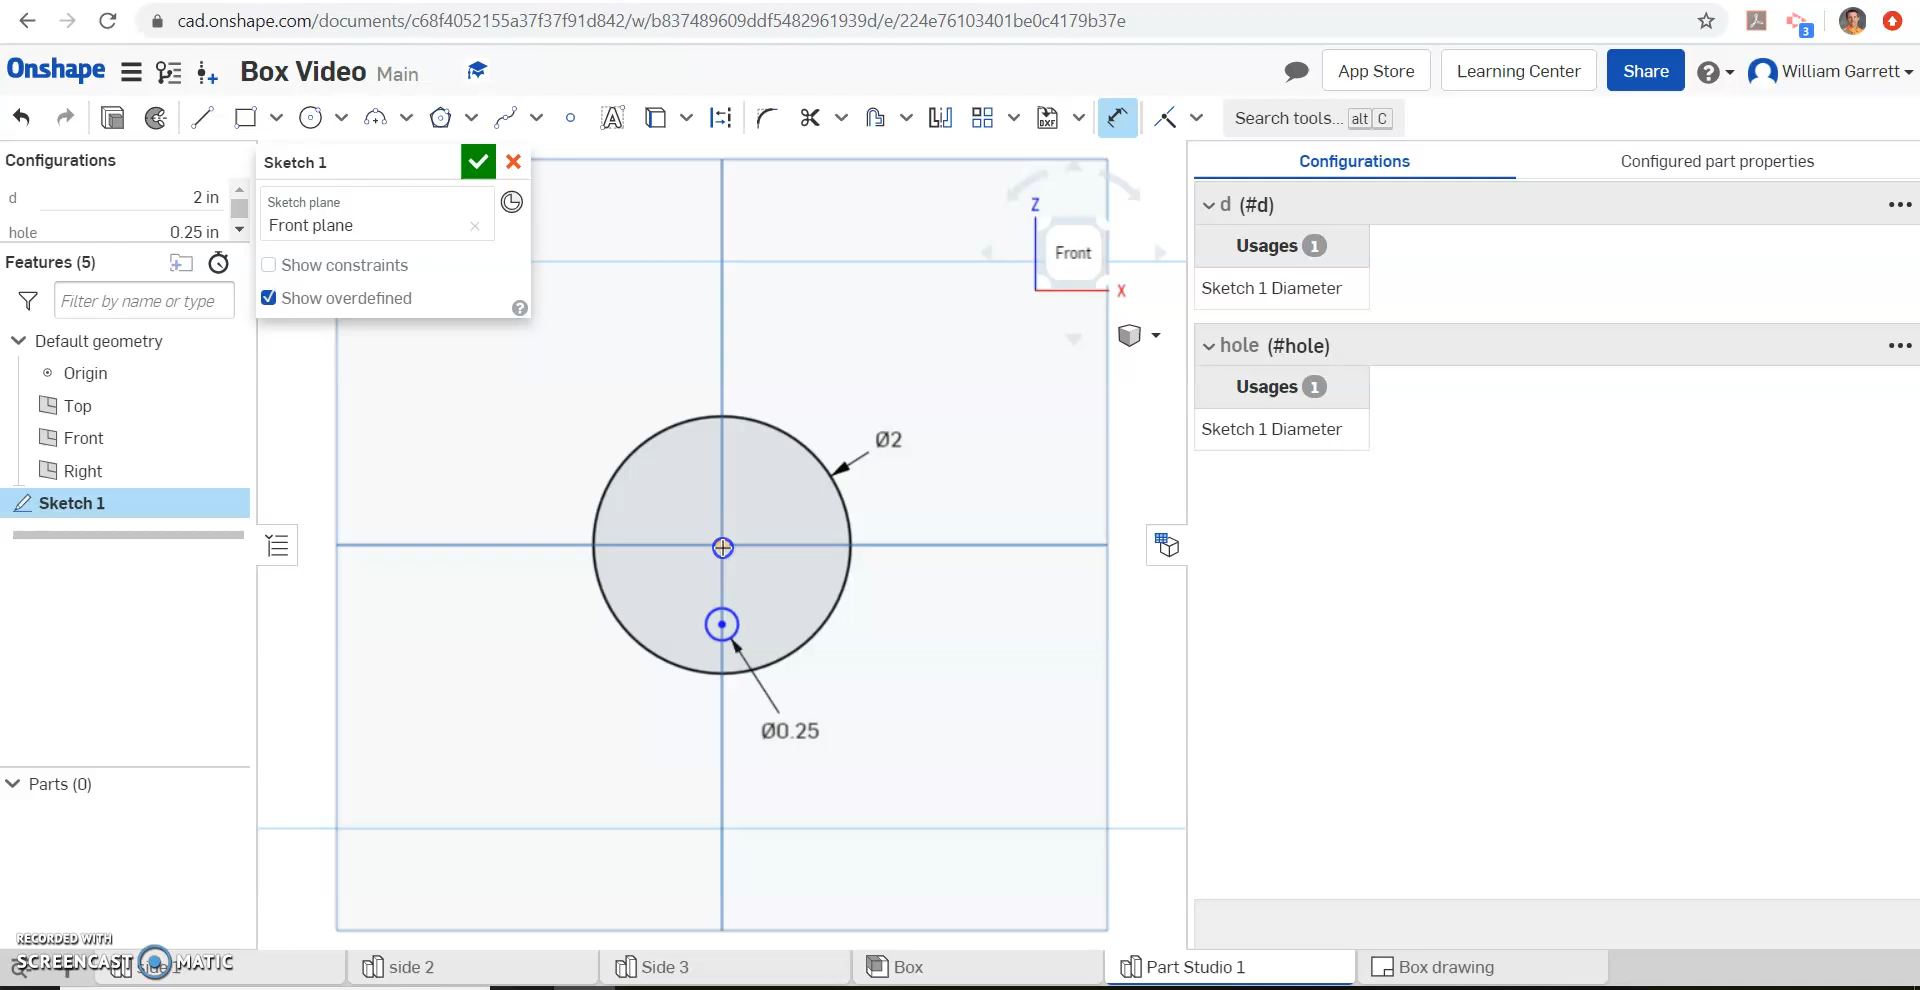 cad.onshape.com/documents/c68f4052155a37f37f91d842/w/b837489609ddf5482961939d/e/224e76103401be0c4179b37e
3
Onshape Box Video Main App Store Learning Center Share ? William Garrett
Search tools... alt C
Configurations
d 2 in
hole 0.25 in
Features (5)
Filter by name or type
Default geometry
Origin
Top
Front
Right
Sketch 1
Parts (0)
Sketch 1
Sketch plane
Front plane
Show constraints
Show overdefined
?
Z
Front
X
Ø2
Ø0.25
Configurations Configured part properties
d (#d)
Usages 1
Sketch 1 Diameter
hole (#hole)
Usages 1
Sketch 1 Diameter
RECORDED WITH
SCREENCAST MATIC
side 2 Side 3 Box Part Studio 1 Box drawing